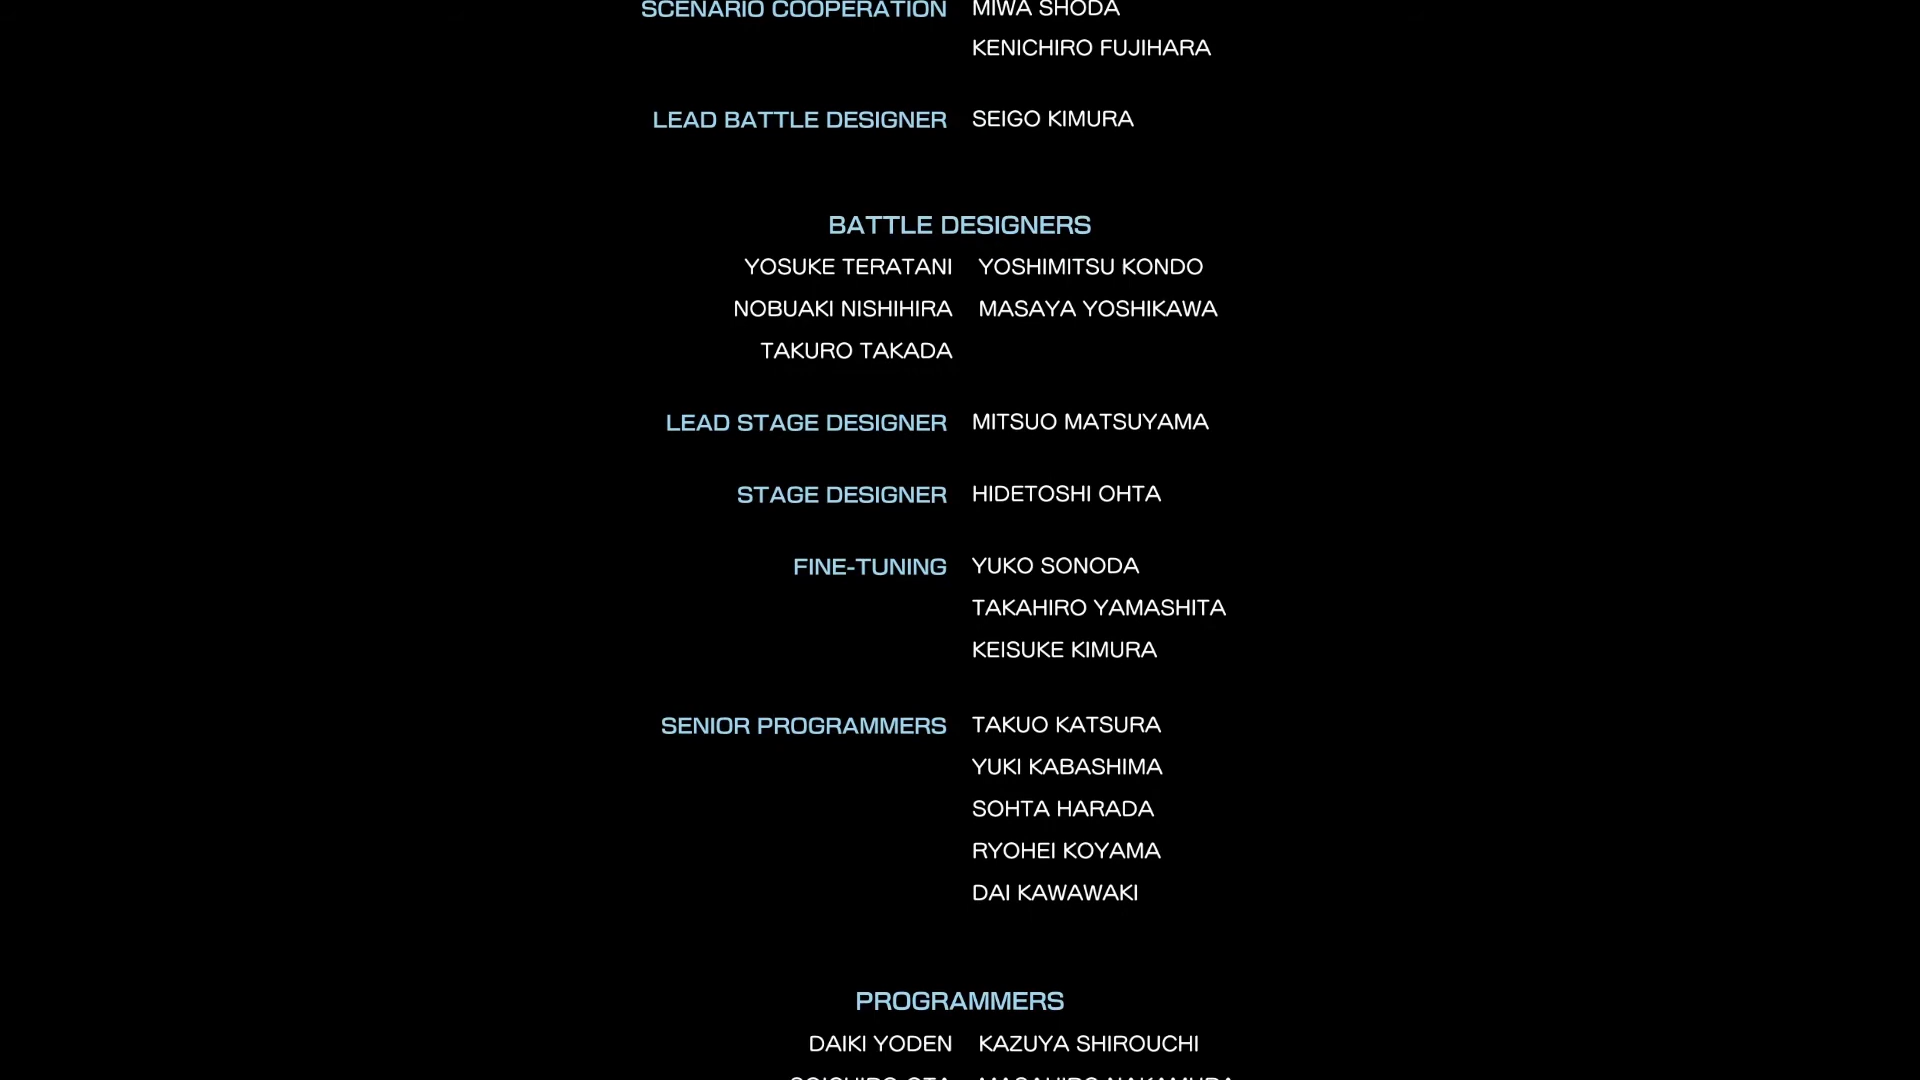 SCENARIO COOPERATION MIWA SHODA
KENICHIRO FUJIHARA
LEAD BATTLE DESIGNER SEIGO KIMURA
BATTLE DESIGNERS
YOSUKE TERATANI YOSHIMITSU KONDO
NOBUAKI NISHIHIRA MASAYA YOSHIKAWA
TAKURO TAKADA
LEAD STAGE DESIGNER MITSUO MATSUYAMA
STAGE DESIGNER HIDETOSHI OHTA
FINE-TUNING YUKO SONODA
TAKAHIRO YAMASHITA
KEISUKE KIMURA
SENIOR PROGRAMMERS TAKUO KATSURA
YUKI KABASHIMA
SOHTA HARADA
RYOHEI KOYAMA
DAI KAWAWAKI
PROGRAMMERS
DAIKI YODEN KAZUYA SHIROUCHI